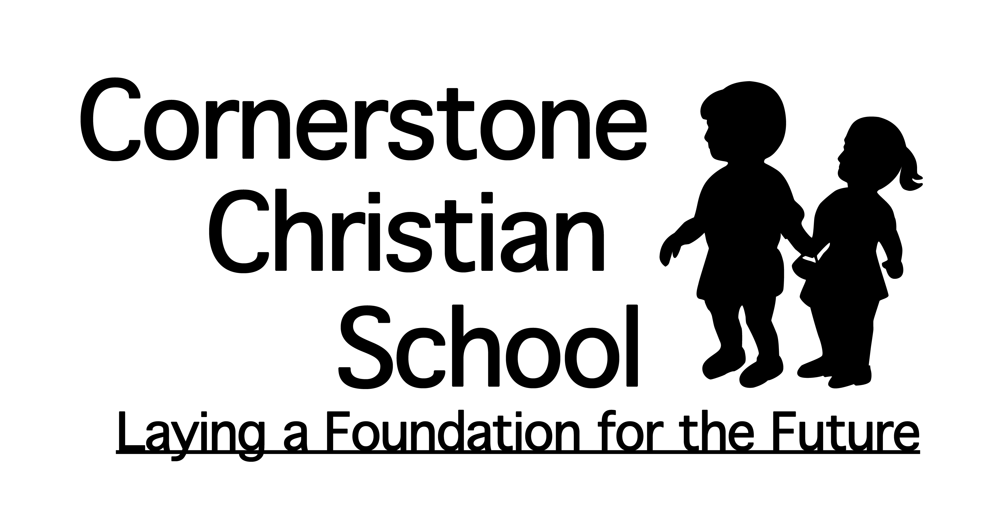 Cornerstone
Christian
School
Laying a Foundation for the Future